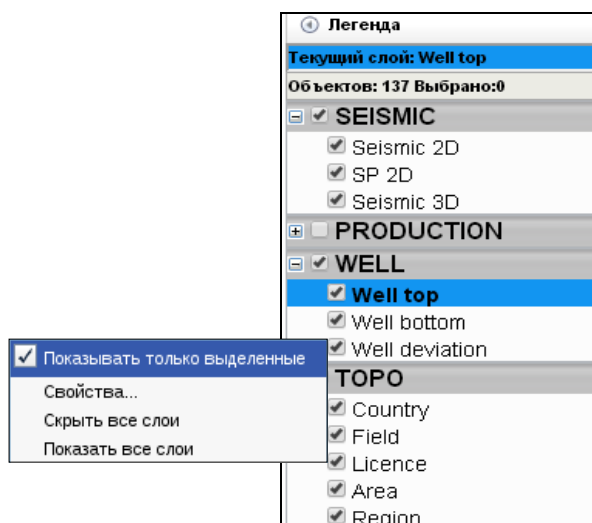 Легенда
Текущий слой: Well top
Объектов: 137 Выбрано:0
SEISMIC
Seismic 2D
SP 2D
Seismic 3D
PRODUCTION
WELL
Well top
Well bottom
Well deviation
TOPO
Country
Field
Licence
Area
Region
Показывать только выделенные
Свойства...
Скрыть все слои
Показать все слои